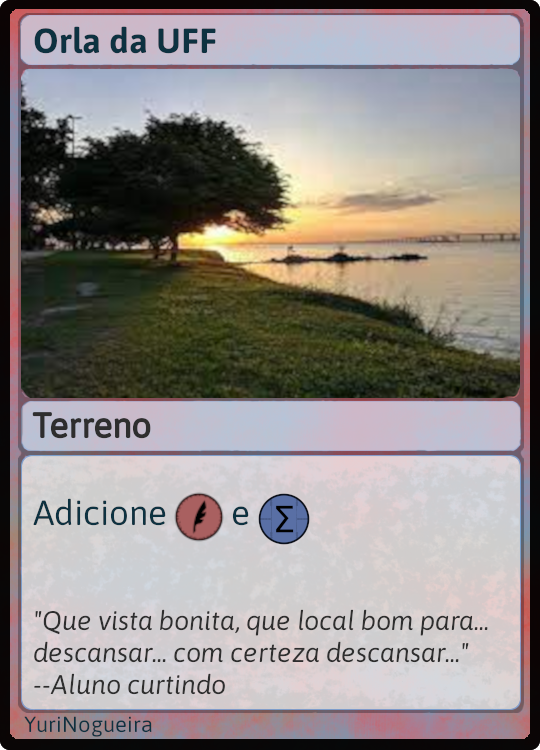 Orla da UFF
Terreno
Adicione e Σ
"Que vista bonita, que local bom para...
descansar... com certeza descansar..."
--Aluno curtindo
YuriNogueira